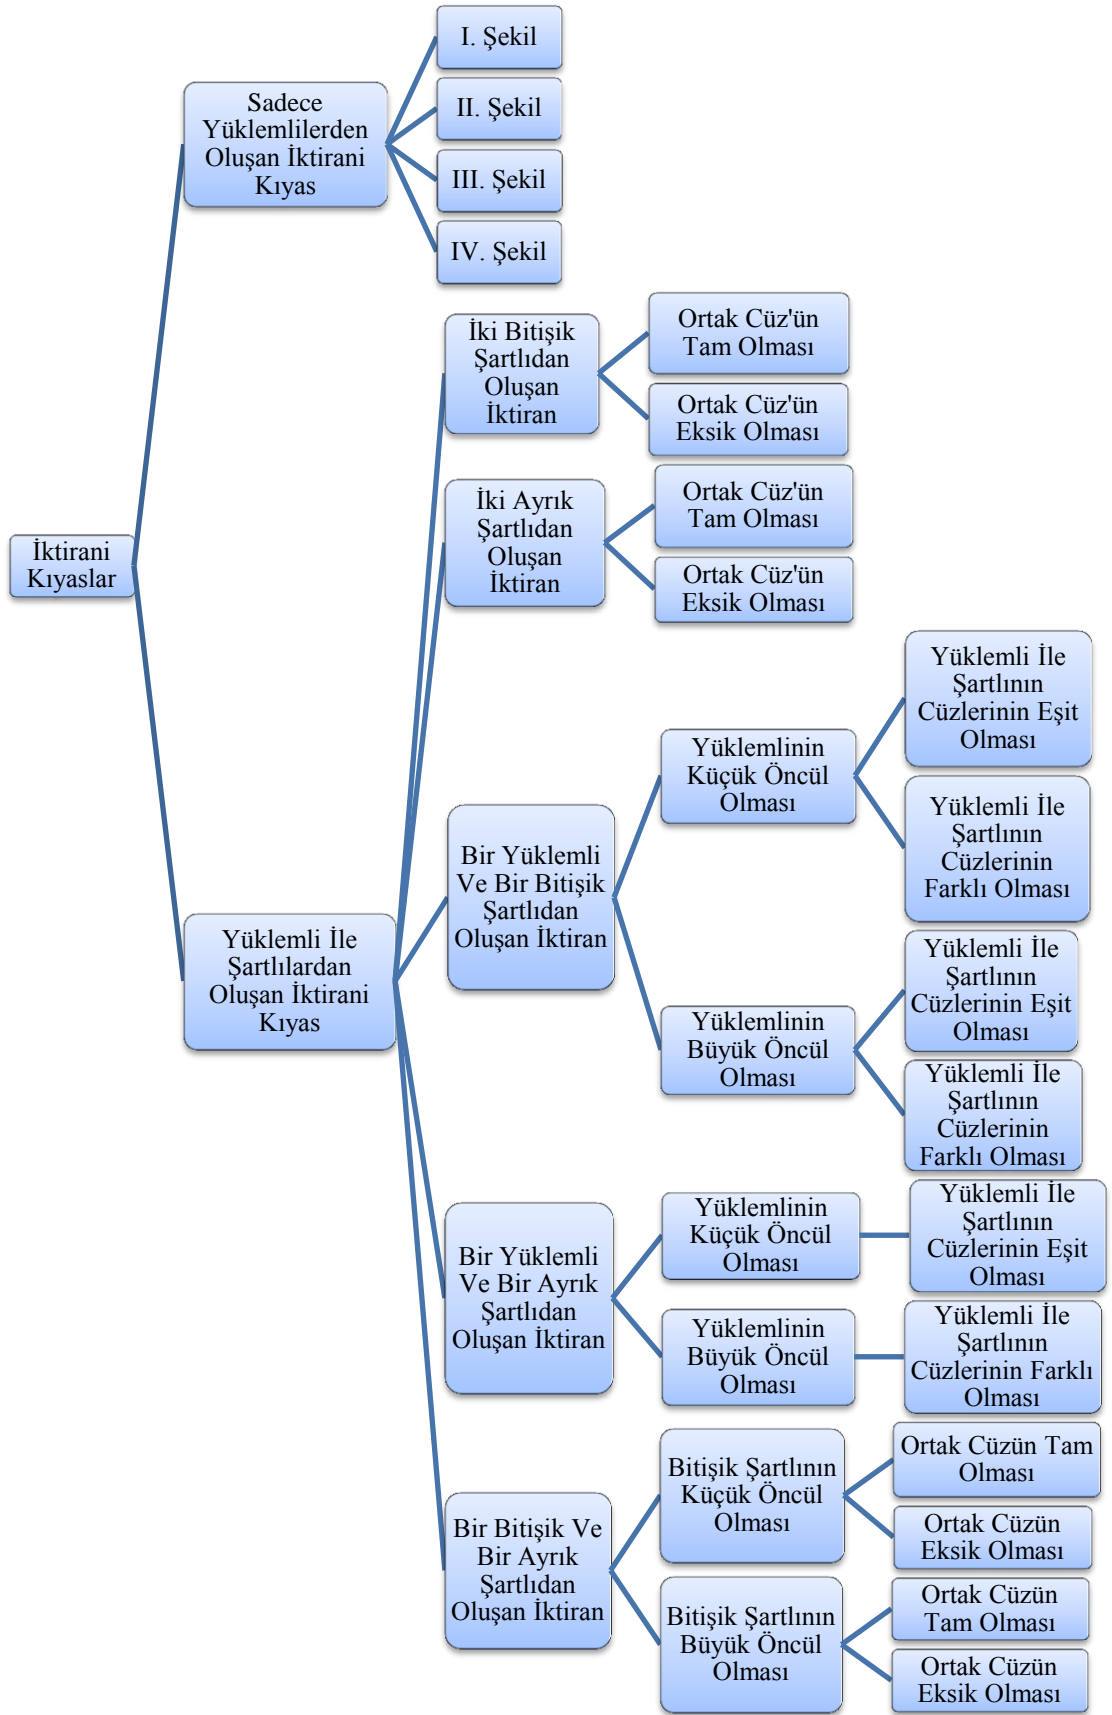 İktirani
Kıyaslar
Sadece
Yüklemlilerden
Oluşan İktirani
Kıyas
I. Şekil
II. Şekil
III. Şekil
IV. Şekil
Yüklemli İle
Şartlılardan
Oluşan İktirani
Kıyas
İki Bitişik
Şartlıdan
Oluşan
İktiran
Ortak Cüz'ün
Tam Olması
Ortak Cüz'ün
Eksik Olması
İki Ayrık
Şartlıdan
Oluşan
İktiran
Ortak Cüz'ün
Tam Olması
Ortak Cüz'ün
Eksik Olması
Bir Yüklemli
Ve Bir Bitişik
Şartlıdan
Oluşan İktiran
Yüklemlinin
Küçük Öncül
Olması
Yüklemli İle
Şartlının
Cüzlerinin Eşit
Olması
Yüklemli İle
Şartlının
Cüzlerinin
Farklı Olması
Yüklemlinin
Büyük Öncül
Olması
Yüklemli İle
Şartlının
Cüzlerinin Eşit
Olması
Yüklemli İle
Şartlının
Cüzlerinin
Farklı Olması
Bir Yüklemli
Ve Bir Ayrık
Şartlıdan
Oluşan İktiran
Yüklemlinin
Küçük Öncül
Olması
Yüklemli İle
Şartlının
Cüzlerinin Eşit
Olması
Yüklemlinin
Büyük Öncül
Olması
Yüklemli İle
Şartlının
Cüzlerinin Farklı
Olması
Bir Bitişik Ve
Bir Ayrık
Şartlıdan
Oluşan İktiran
Bitişik Şartlının
Küçük Öncül
Olması
Ortak Cüzün Tam
Olması
Ortak Cüzün
Eksik Olması
Bitişik Şartlının
Büyük Öncül
Olması
Ortak Cüzün
Tam Olması
Ortak Cüzün
Eksik Olması